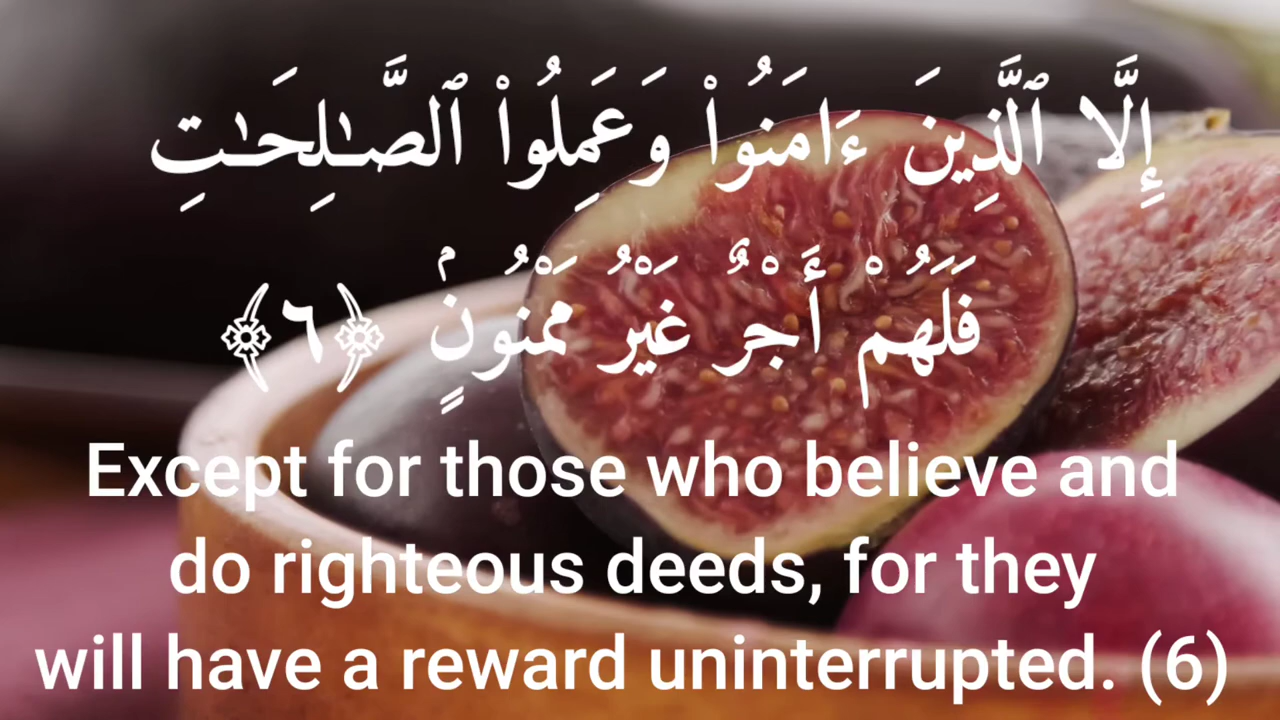 إِلَّا ٱلَّذِينَ ءَامَنُوا۟ وَعَمِلُوا۟ ٱلصَّـٰلِحَـٰتِ
فَلَهُمْ أَجْرٌ غَيْرُ مَمْنُونٍۢ ﴿٦﴾
Except for those who believe and
do righteous deeds, for they
will have a reward uninterrupted. (6)